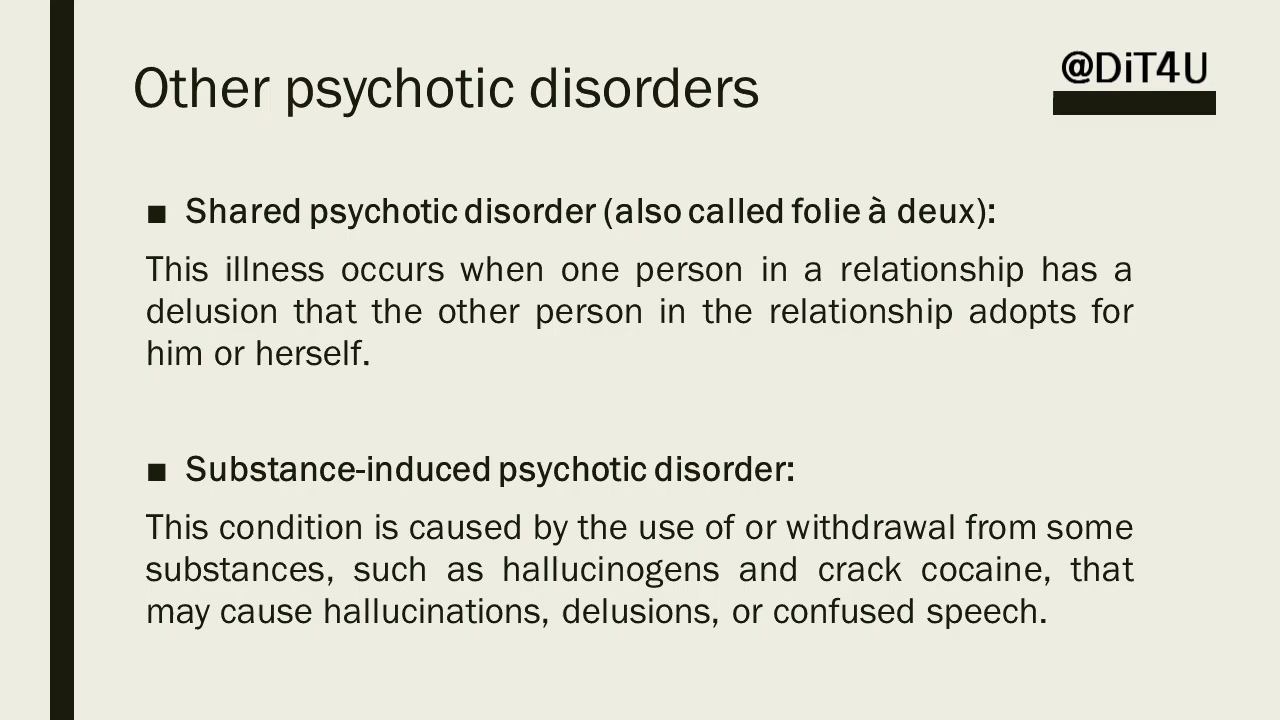 Other psychotic disorders
@DiT4U
■ Shared psychotic disorder (also called folie à deux):
This illness occurs when one person in a relationship has a
delusion that the other person in the relationship adopts for
him or herself.
■ Substance-induced psychotic disorder:
This condition is caused by the use of or withdrawal from some
substances, such as hallucinogens and crack cocaine, that
may cause hallucinations, delusions, or confused speech.